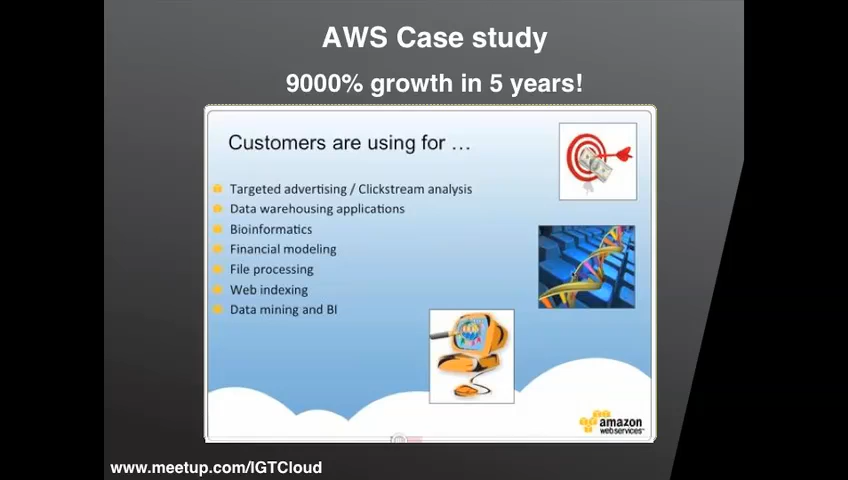 AWS Case study
9000% growth in 5 years!
Customers are using for …
Targeted advertising / Clickstream analysis
Data warehousing applications
Bioinformatics
Financial modeling
File processing
Web indexing
Data mining and BI
amazon
webservices™
www.meetup.com/IGTCloud